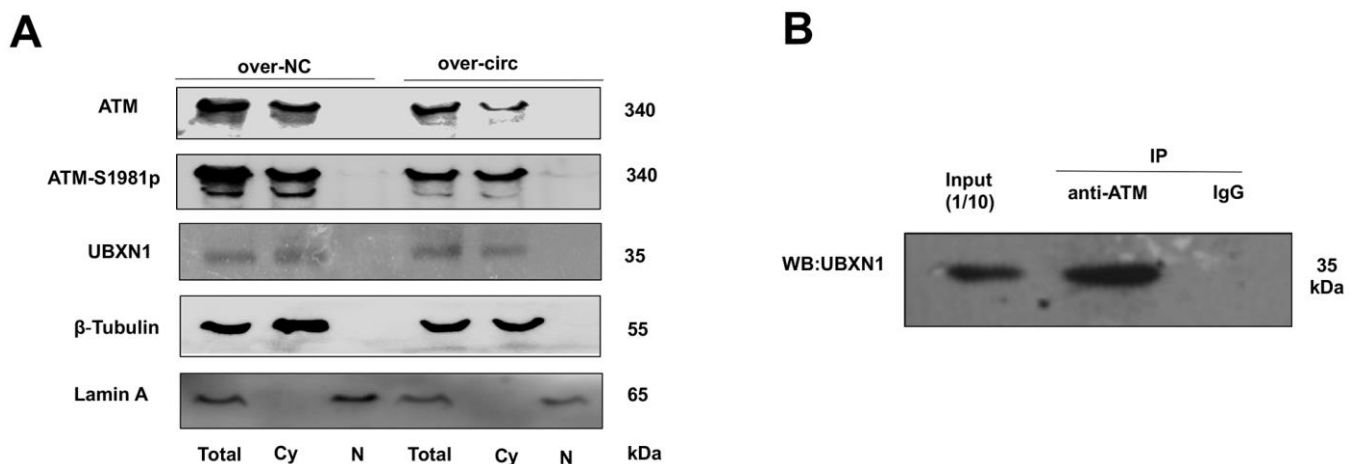 A
over-NC over-circ
ATM 340
ATM-S1981p 340
UBXN1 35
β-Tubulin 55
Lamin A 65
Total Cy N Total Cy N kDa
B
IP
Input
(1/10) anti-ATM IgG
WB:UBXN1 35
kDa